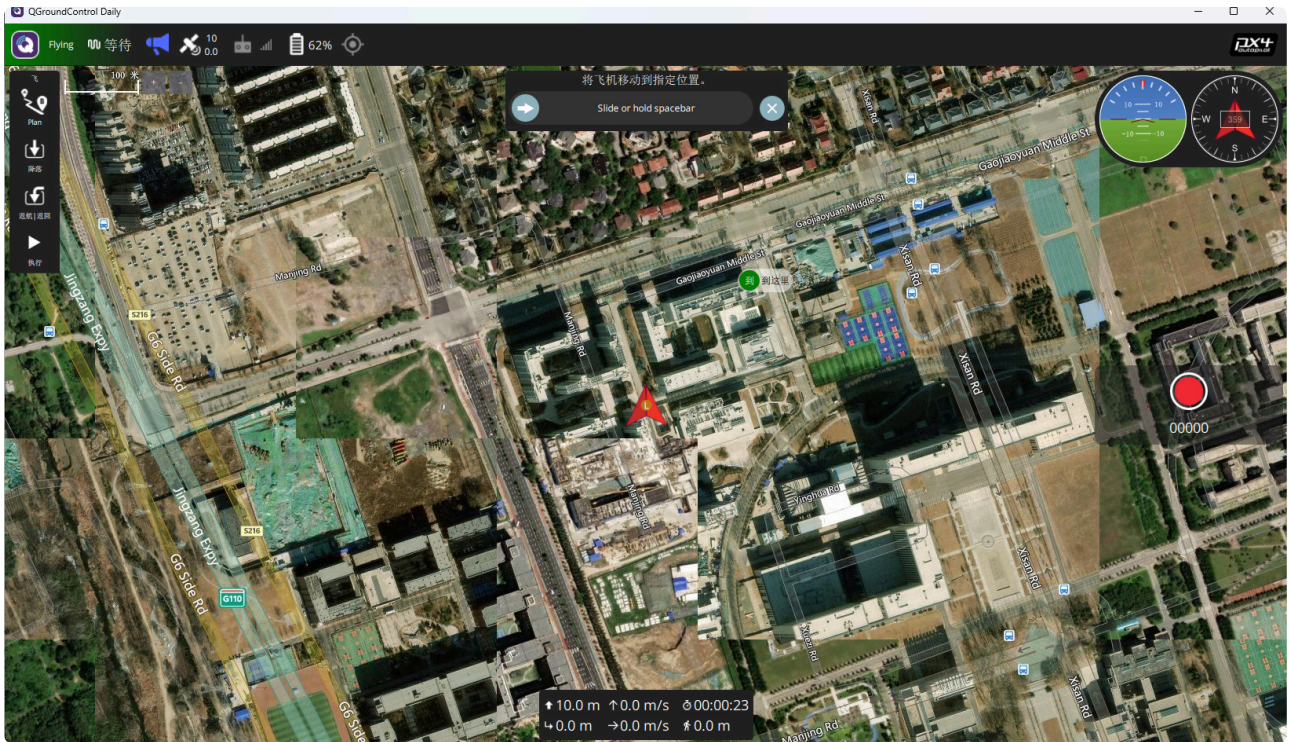 QGroundControl Daily
Flying
等待
10
0.0
62%
px4
autopilot
飞
Plan
降落
返航|返回
执行
100 米
将飞机移动到指定位置。
Slide or hold spacebar
10 10
-10 -10
N
W 359 E
S
Xisan Rd
Gaojiaoyuan Middle St
Gaojiaoyuan Middle St
Xisan Rd
Gaojiaoyuan Middle St
到 到这里
Manjing Rd
Jingzang Expy
S216
G6 Side Rd
Manjing Rd
Xisan Rd
L
00000
Jingzang Expy
S216
Manjing Rd
Yinghua Rd
G6 Side Rd
G110
Xisan Rd
Xuezi Rd
Xisan Rd
G6 Side Rd
Manjing Rd
10.0 m 0.0 m/s 00:00:23
0.0 m 0.0 m/s 0.0 m